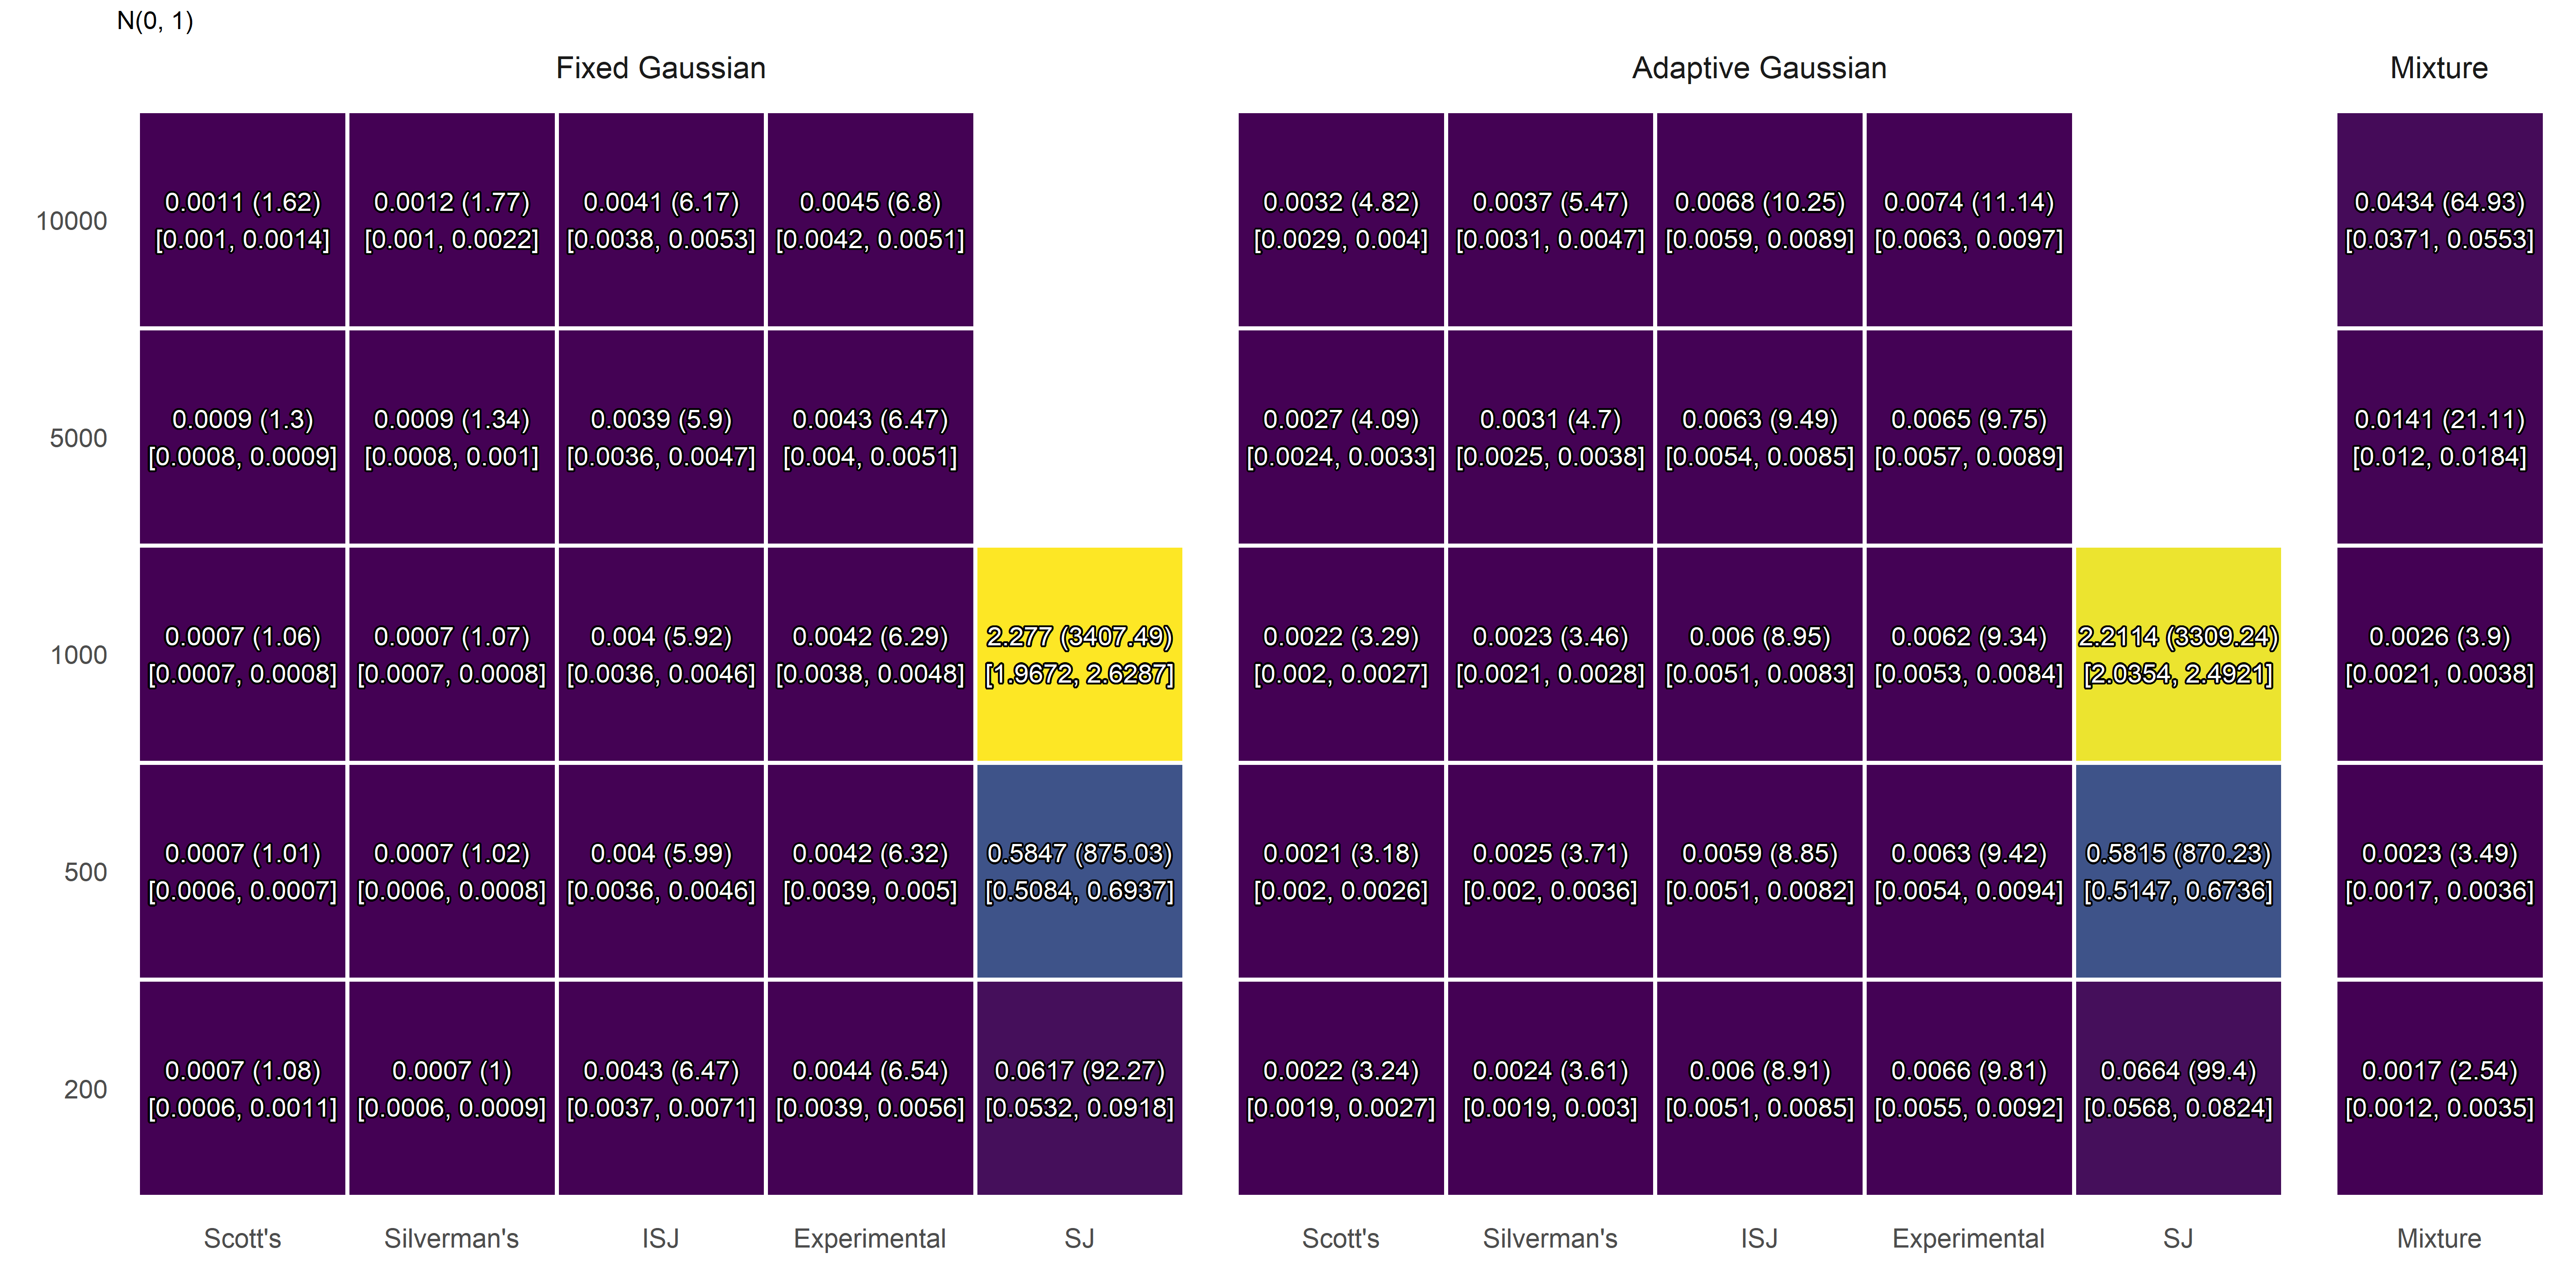 N(0, 1)
Fixed Gaussian Adaptive Gaussian Mixture
10000
0.0011 (1.62) 0.0012 (1.77) 0.0041 (6.17) 0.0045 (6.8) 0.0032 (4.82) 0.0037 (5.47) 0.0068 (10.25) 0.0074 (11.14) 0.0434 (64.93)
[0.001, 0.0014] [0.001, 0.0022] [0.0038, 0.0053] [0.0042, 0.0051] [0.0029, 0.004] [0.0031, 0.0047] [0.0059, 0.0089] [0.0063, 0.0097] [0.0371, 0.0553]
5000
0.0009 (1.3) 0.0009 (1.34) 0.0039 (5.9) 0.0043 (6.47) 0.0027 (4.09) 0.0031 (4.7) 0.0063 (9.49) 0.0065 (9.75) 0.0141 (21.11)
[0.0008, 0.0009] [0.0008, 0.001] [0.0036, 0.0047] [0.004, 0.0051] [0.0024, 0.0033] [0.0025, 0.0038] [0.0054, 0.0085] [0.0057, 0.0089] [0.012, 0.0184]
1000
0.0007 (1.06) 0.0007 (1.07) 0.004 (5.92) 0.0042 (6.29) 2.277 (3407.49) 0.0022 (3.29) 0.0023 (3.46) 0.006 (8.95) 0.0062 (9.34) 2.2114 (3309.24) 0.0026 (3.9)
[0.0007, 0.0008] [0.0007, 0.0008] [0.0036, 0.0046] [0.0038, 0.0048] [1.9672, 2.6287] [0.002, 0.0027] [0.0021, 0.0028] [0.0051, 0.0083] [0.0053, 0.0084] [2.0354, 2.4921] [0.0021, 0.0038]
500
0.0007 (1.01) 0.0007 (1.02) 0.004 (5.99) 0.0042 (6.32) 0.5847 (875.03) 0.0021 (3.18) 0.0025 (3.71) 0.0059 (8.85) 0.0063 (9.42) 0.5815 (870.23) 0.0023 (3.49)
[0.0006, 0.0007] [0.0006, 0.0008] [0.0036, 0.0046] [0.0039, 0.005] [0.5084, 0.6937] [0.002, 0.0026] [0.002, 0.0036] [0.0051, 0.0082] [0.0054, 0.0094] [0.5147, 0.6736] [0.0017, 0.0036]
200
0.0007 (1.08) 0.0007 (1) 0.0043 (6.47) 0.0044 (6.54) 0.0617 (92.27) 0.0022 (3.24) 0.0024 (3.61) 0.006 (8.91) 0.0066 (9.81) 0.0664 (99.4) 0.0017 (2.54)
[0.0006, 0.0011] [0.0006, 0.0009] [0.0037, 0.0071] [0.0039, 0.0056] [0.0532, 0.0918] [0.0019, 0.0027] [0.0019, 0.003] [0.0051, 0.0085] [0.0055, 0.0092] [0.0568, 0.0824] [0.0012, 0.0035]
Scott's Silverman's ISJ Experimental SJ Scott's Silverman's ISJ Experimental SJ Mixture